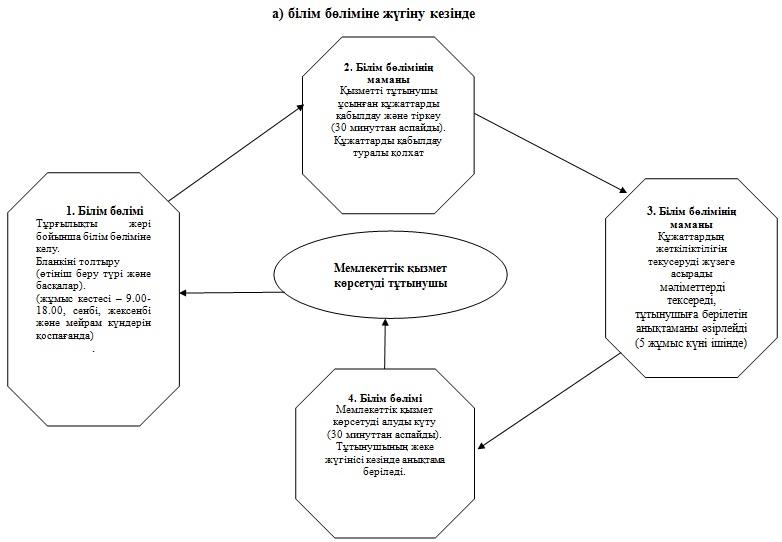 а) білім бөліміне жүгіну кезінде
2. Білім бөлімінің
маманы
Қызметті тұтынушы
ұсынған құжаттарды
қабылдау және тіркеу
(30 минуттан аспайды).
Құжаттарды қабылдау
туралы қолхат
1. Білім бөлімі
Тұрғылықты жері
бойынша білім бөліміне
келу.
Бланкіні толтыру
(өтініш беру түрі және
басқалар).
(жұмыс кестесі – 9.00-
18.00, сенбі, жексенбі
және мейрам күндерін
қоспағанда)
.
Мемлекеттік қызмет
көрсетуді тұтынушы
3. Білім бөлімінің
маманы
Құжаттардың
жеткіліктілігін
текусеруді жүзеге
асырады
мәліметтерді
тексереді,
тұтынушыға берілетін
анықтаманы әзірлейді
(5 жұмыс күні ішінде)
4. Білім бөлімі
Мемлекеттік қызмет
көрсетуді алуды күту
(30 минуттан аспайды).
Тұтынушының жеке
жүгінісі кезінде анықтама
беріледі.